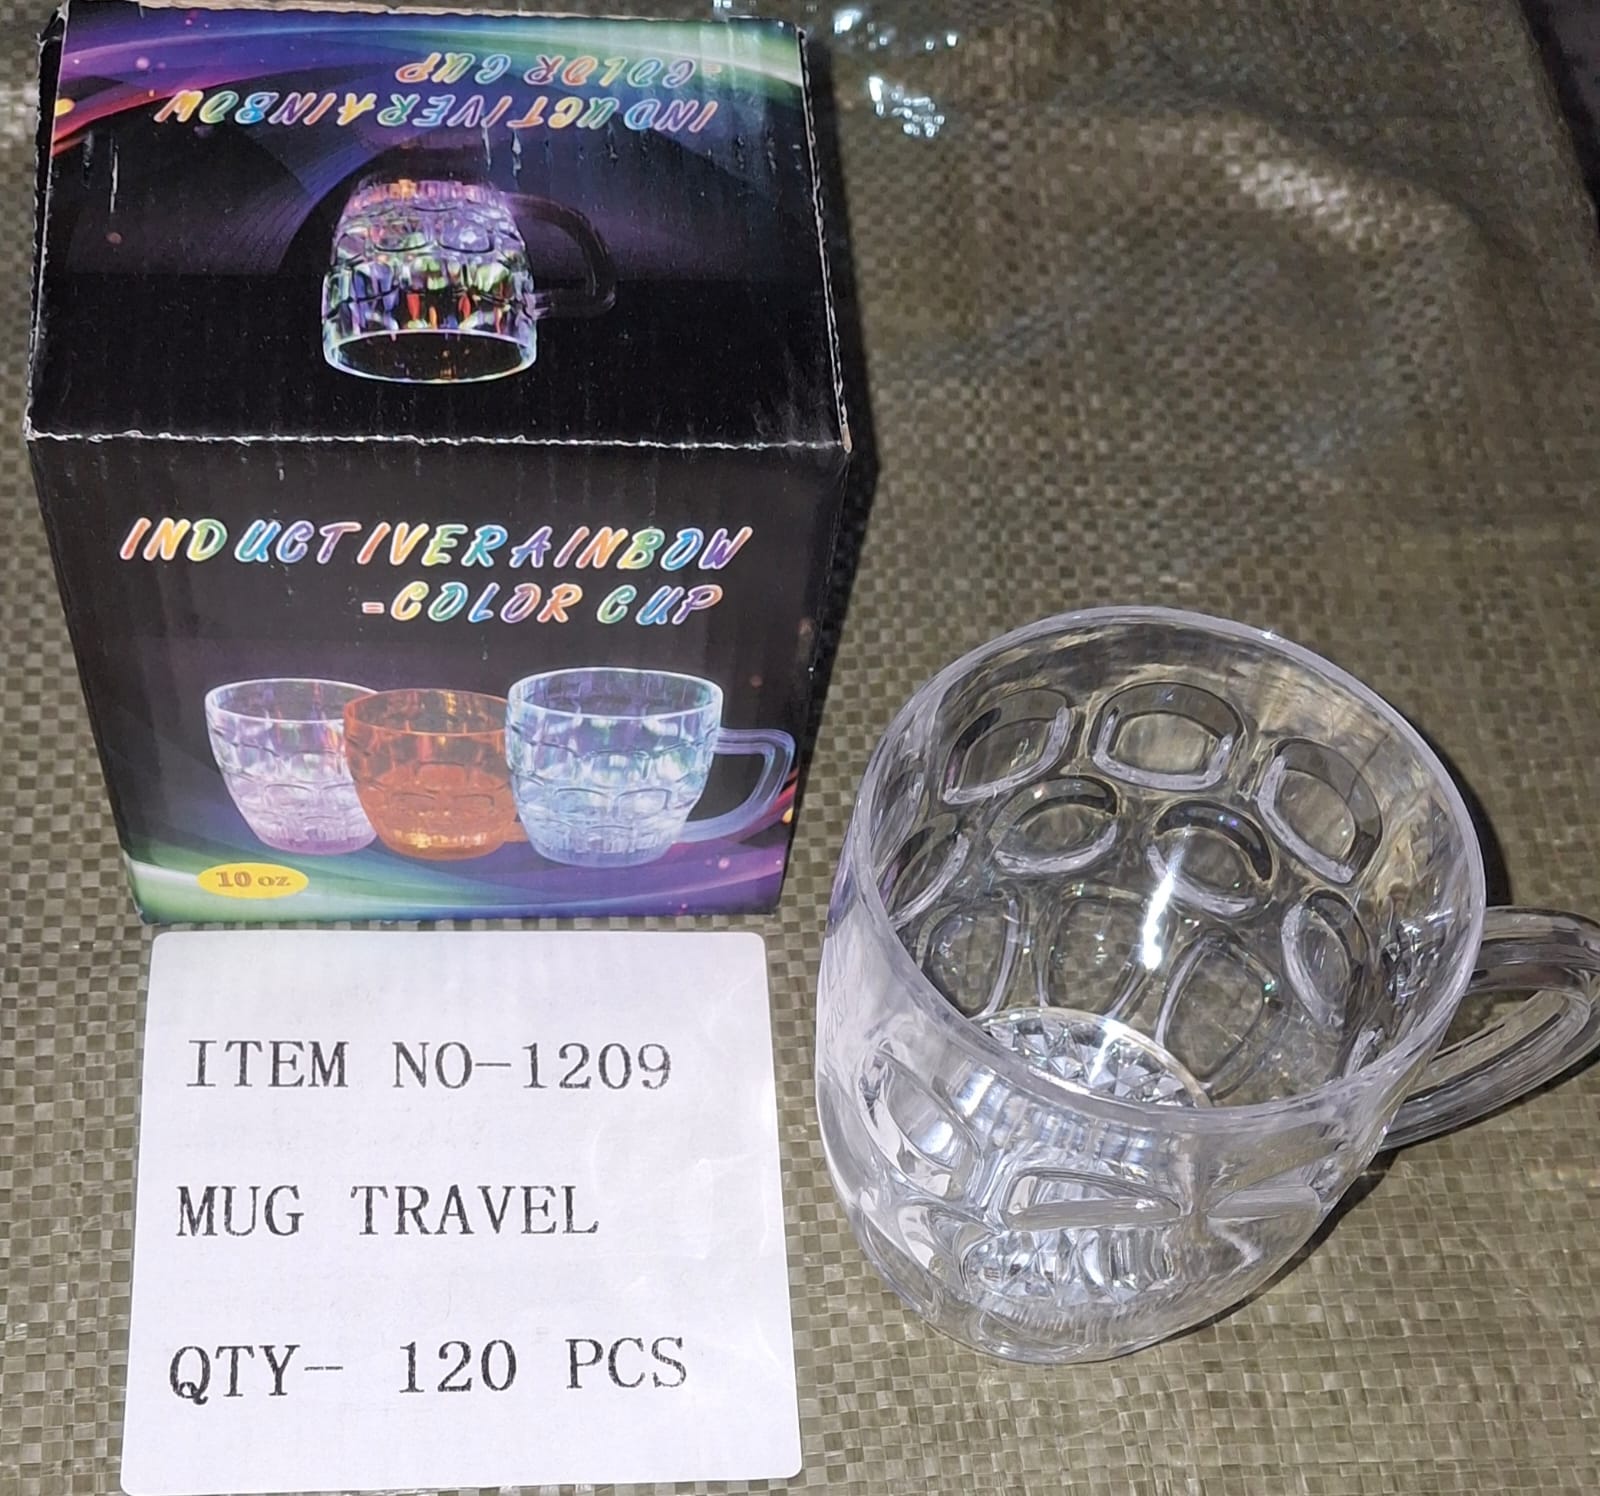 INDUCTIVERAINBOW
=COLOR CUP
INDUCTIVERAINBOW
=COLOR CUP
10 oz
ITEM NO-1209
MUG TRAVEL
QTY- 120 PCS